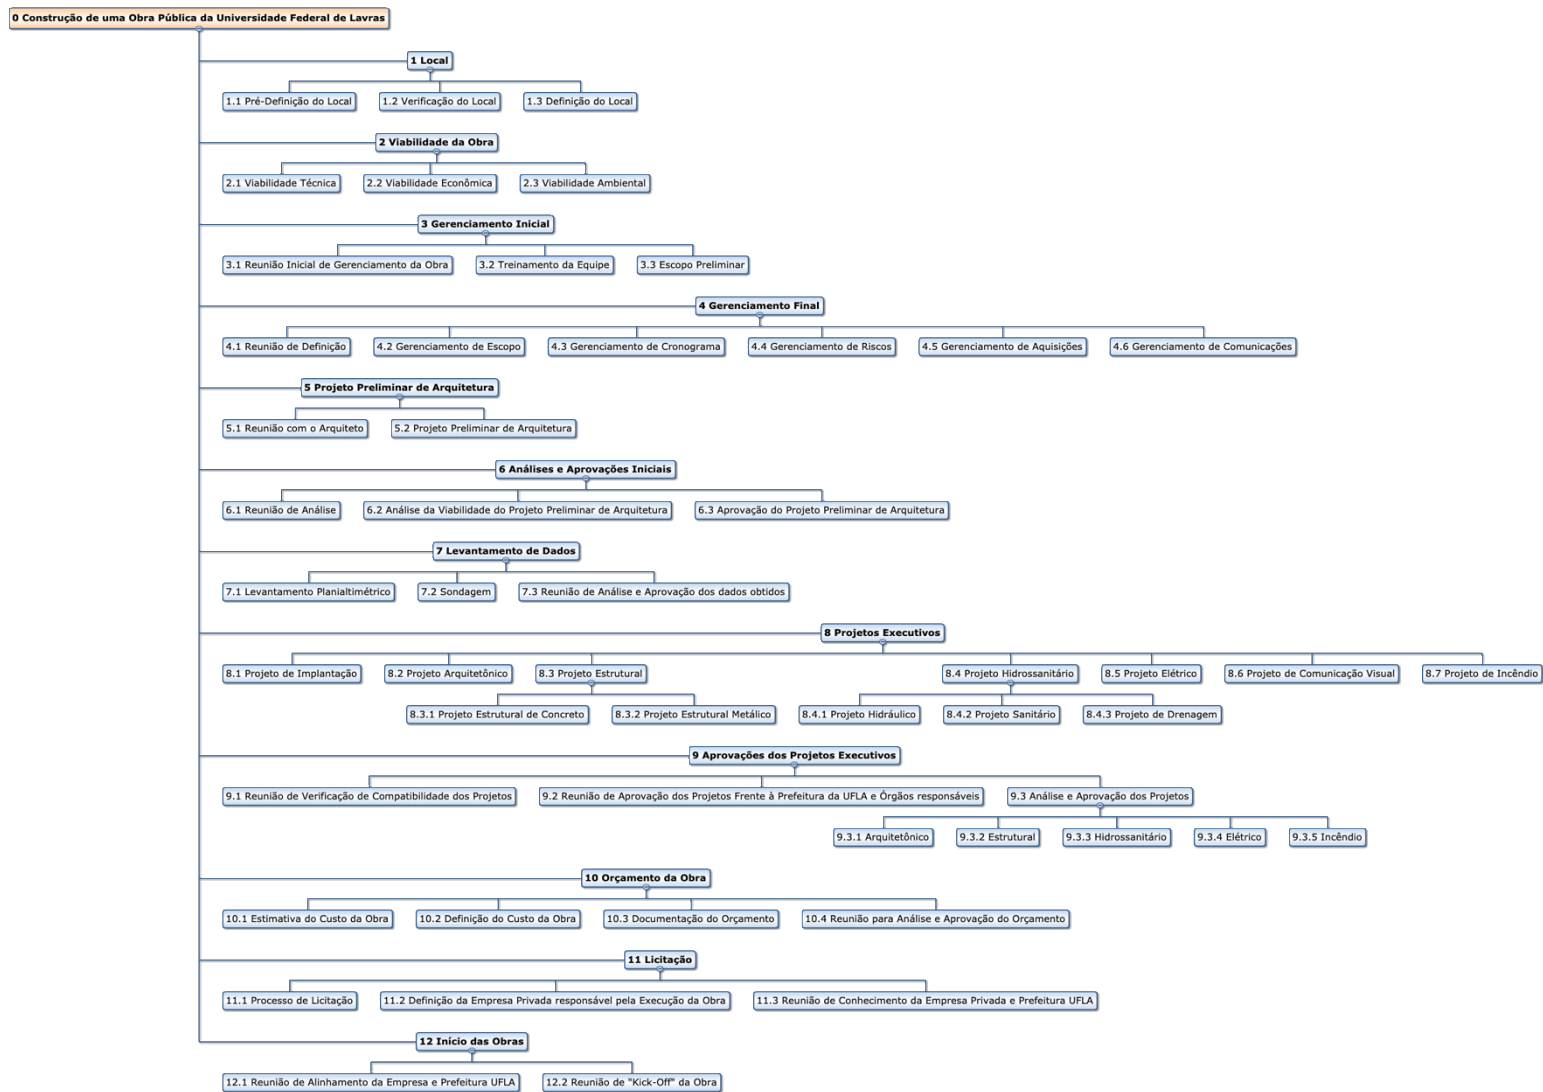 0 Construção de uma Obra Pública da Universidade Federal de Lavras
1 Local
1.1 Pré-Definição do Local
1.2 Verificação do Local
1.3 Definição do Local
2 Viabilidade da Obra
2.1 Viabilidade Técnica
2.2 Viabilidade Econômica
2.3 Viabilidade Ambiental
3 Gerenciamento Inicial
3.1 Reunião Inicial de Gerenciamento da Obra
3.2 Treinamento da Equipe
3.3 Escopo Preliminar
4 Gerenciamento Final
4.1 Reunião de Definição
4.2 Gerenciamento de Escopo
4.3 Gerenciamento de Cronograma
4.4 Gerenciamento de Riscos
4.5 Gerenciamento de Aquisições
4.6 Gerenciamento de Comunicações
5 Projeto Preliminar de Arquitetura
5.1 Reunião com o Arquiteto
5.2 Projeto Preliminar de Arquitetura
6 Análises e Aprovações Iniciais
6.1 Reunião de Análise
6.2 Análise da Viabilidade do Projeto Preliminar de Arquitetura
6.3 Aprovação do Projeto Preliminar de Arquitetura
7 Levantamento de Dados
7.1 Levantamento Planialtimétrico
7.2 Sondagem
7.3 Reunião de Análise e Aprovação dos dados obtidos
8 Projetos Executivos
8.1 Projeto de Implantação
8.2 Projeto Arquitetônico
8.3 Projeto Estrutural
8.4 Projeto Hidrossanitário
8.5 Projeto Elétrico
8.6 Projeto de Comunicação Visual
8.7 Projeto de Incêndio
8.3.1 Projeto Estrutural de Concreto
8.3.2 Projeto Estrutural Metálico
8.4.1 Projeto Hidráulico
8.4.2 Projeto Sanitário
8.4.3 Projeto de Drenagem
9 Aprovações dos Projetos Executivos
9.1 Reunião de Verificação de Compatibilidade dos Projetos
9.2 Reunião de Aprovação dos Projetos Frente à Prefeitura da UFLA e Órgãos responsáveis
9.3 Análise e Aprovação dos Projetos
9.3.1 Arquitetônico
9.3.2 Estrutural
9.3.3 Hidrossanitário
9.3.4 Elétrico
9.3.5 Incêndio
10 Orçamento da Obra
10.1 Estimativa do Custo da Obra
10.2 Definição do Custo da Obra
10.3 Documentação do Orçamento
10.4 Reunião para Análise e Aprovação do Orçamento
11 Licitação
11.1 Processo de Licitação
11.2 Definição da Empresa Privada responsável pela Execução da Obra
11.3 Reunião de Conhecimento da Empresa Privada e Prefeitura UFLA
12 Início das Obras
12.1 Reunião de Alinhamento da Empresa e Prefeitura UFLA
12.2 Reunião de "Kick-Off" da Obra